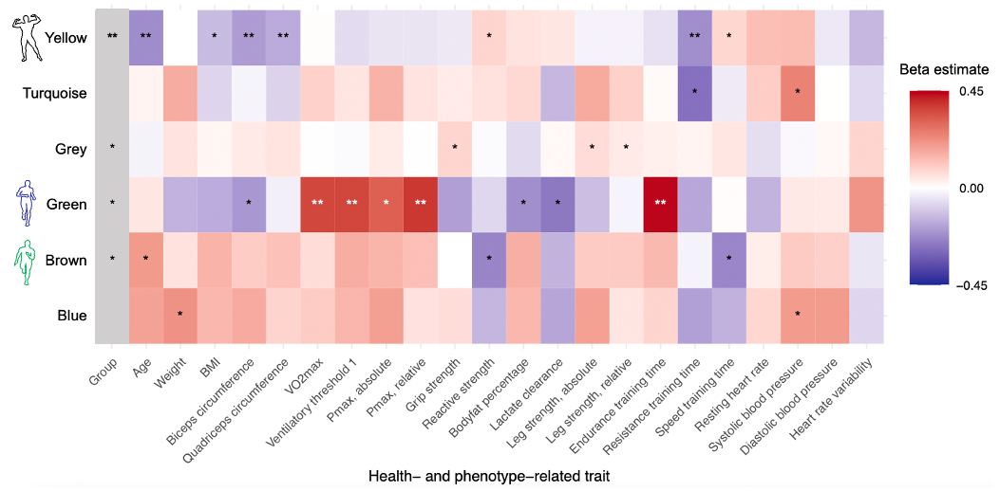 Yellow ** ** * ** ** * ** *
Turquoise * *
Grey * * * *
Green * * ** ** * ** * * **
Brown * * * *
Blue * *
Beta estimate
0.45
0.00
−0.45
Group
Age
Weight
BMI
Biceps circumference
Quadriceps circumference
VO2max
Ventilatory threshold 1
Pmax, absolute
Pmax, relative
Grip strength
Reactive strength
Bodyfat percentage
Lactate clearance
Leg strength, absolute
Leg strength, relative
Endurance training time
Resistance training time
Speed training time
Resting heart rate
Systolic blood pressure
Diastolic blood pressure
Heart rate variability
Health− and phenotype−related trait